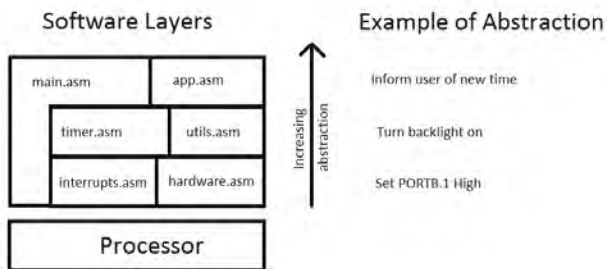 Software Layers
Example of Abstraction
main.asm
app.asm
timer.asm
utils.asm
interrupts.asm
hardware.asm
Processor
Increasing
abstraction
Inform user of new time
Turn backlight on
Set PORTB.1 High